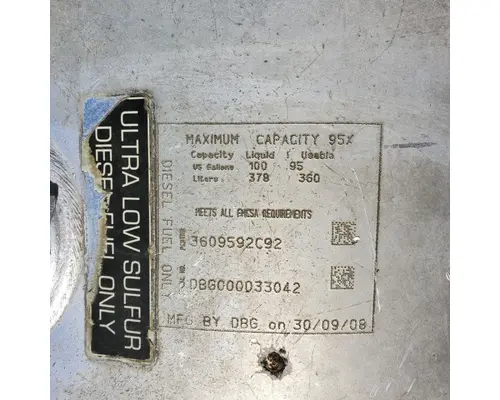 ULTRA LOW SULFUR
DIESEL FUEL ONLY
DIESEL FUEL ONLY
MAXIMUM CAPACITY 95%
Capacity Liquid Usable
US Gallons 100 95
Liters 378 360
MEETS ALL FMCSA REQUIREMENTS
3609592C92
DBG000033042
MFG BY DBG on 30/09/08